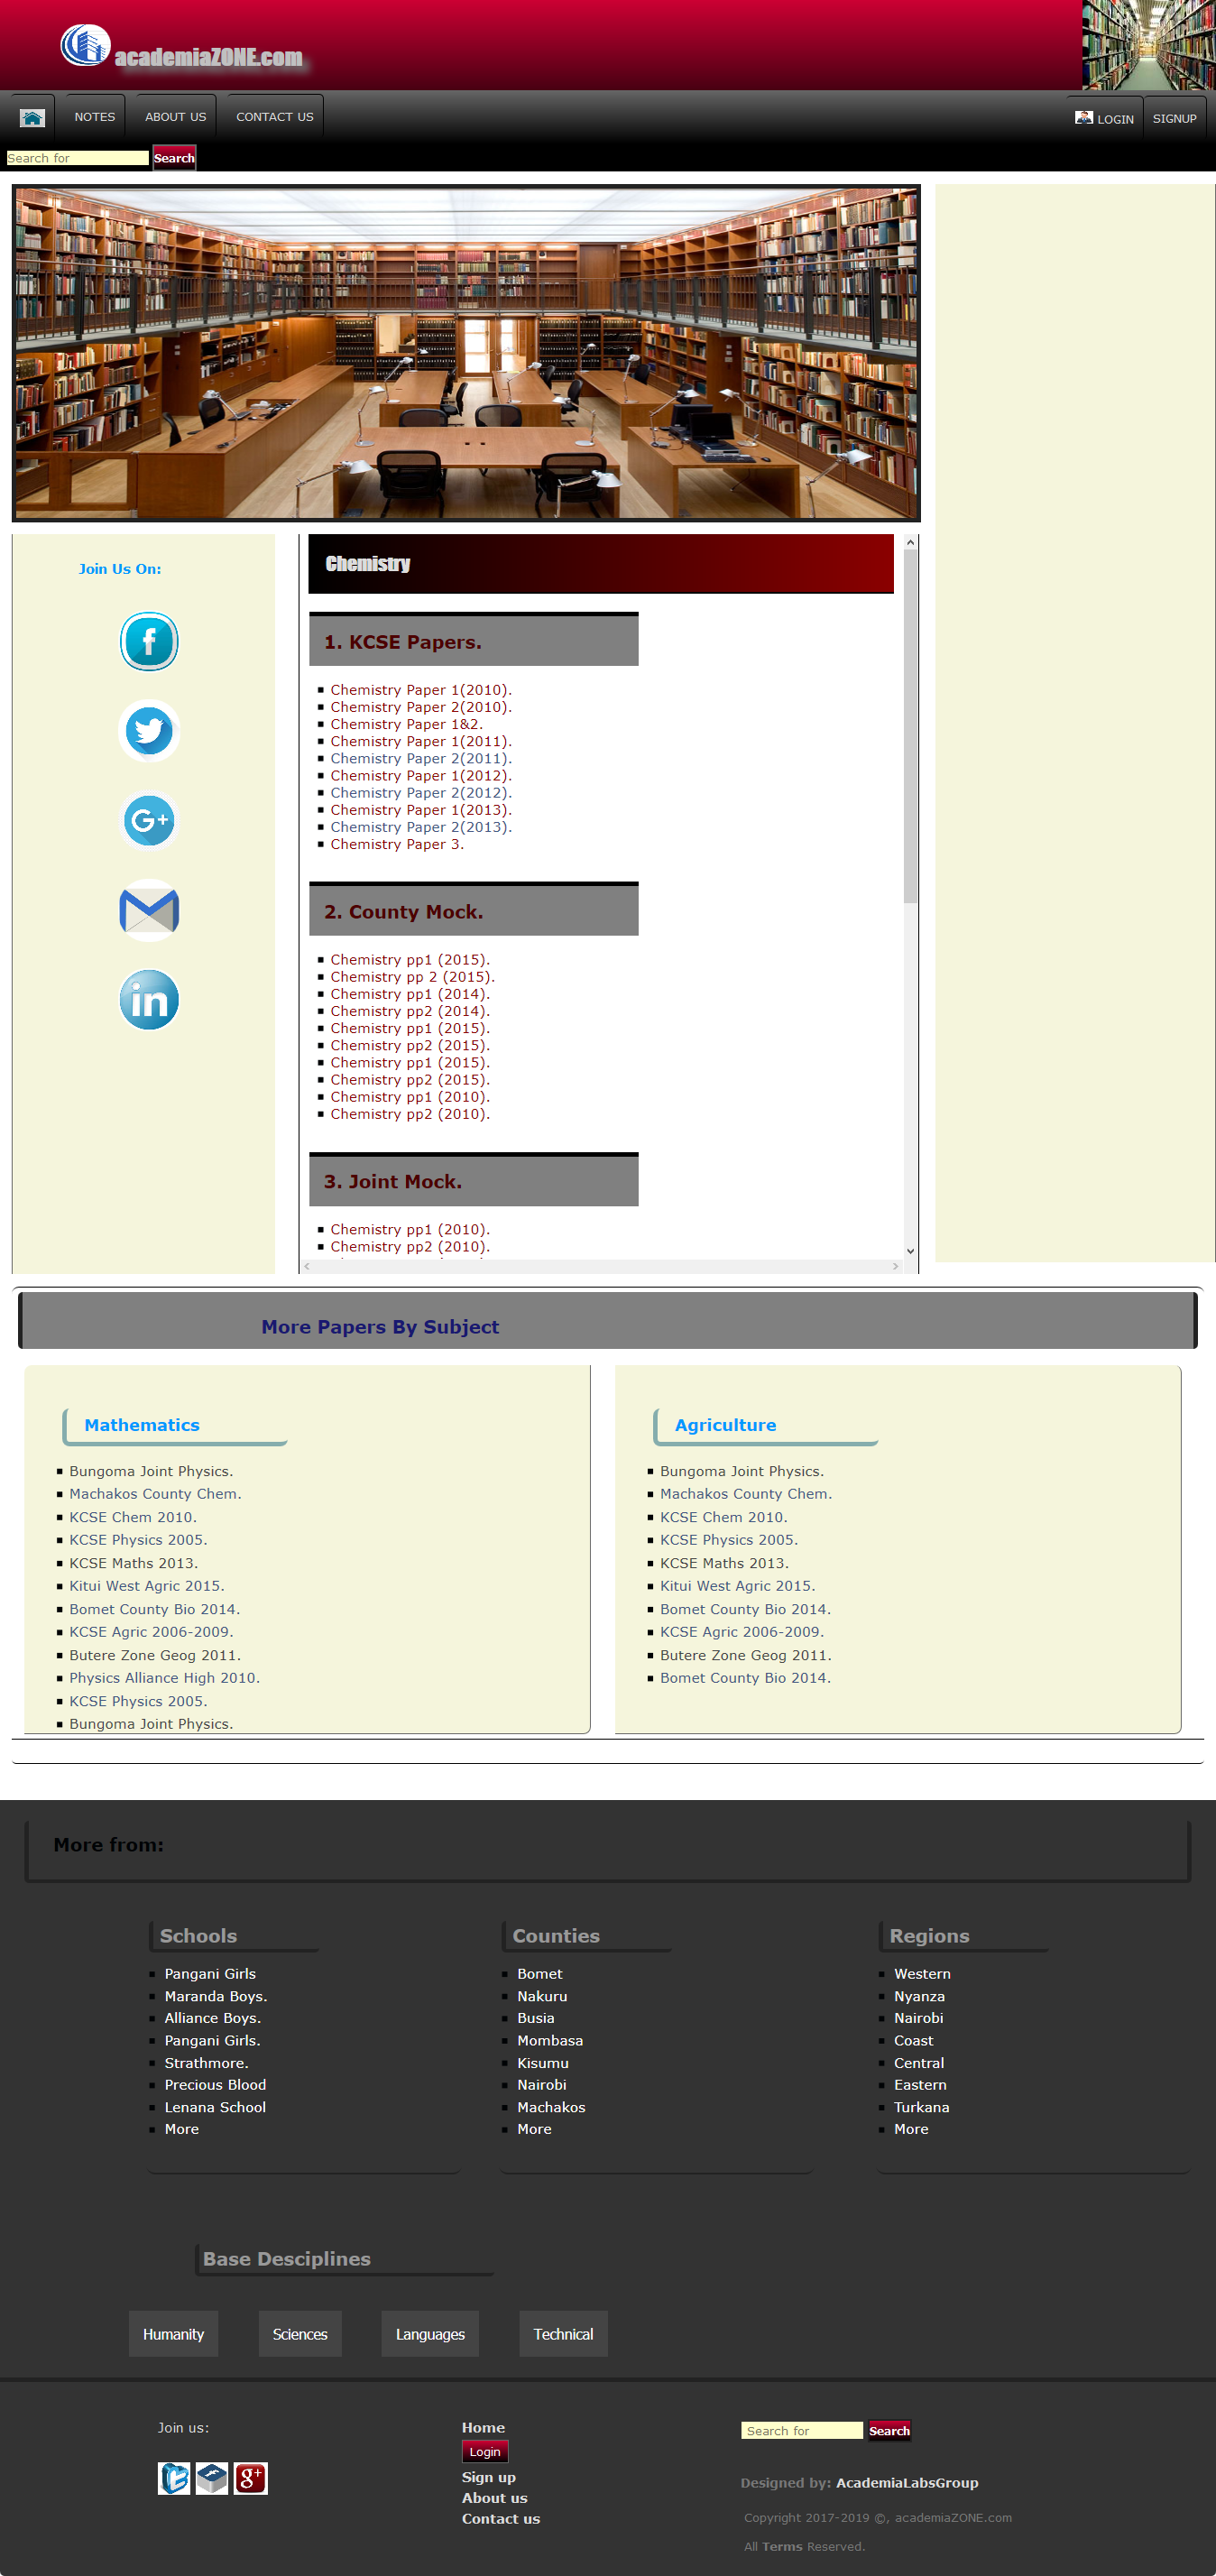 academiaZONE.com
NOTES ABOUT US CONTACT US LOGIN SIGNUP
Search for Search
Join Us On:
Chemistry
1. KCSE Papers.
Chemistry Paper 1(2010).
Chemistry Paper 2(2010).
Chemistry Paper 1&2.
Chemistry Paper 1(2011).
Chemistry Paper 2(2011).
Chemistry Paper 1(2012).
Chemistry Paper 2(2012).
Chemistry Paper 1(2013).
Chemistry Paper 2(2013).
Chemistry Paper 3.
2. County Mock.
Chemistry pp1 (2015).
Chemistry pp 2 (2015).
Chemistry pp1 (2014).
Chemistry pp2 (2014).
Chemistry pp1 (2015).
Chemistry pp2 (2015).
Chemistry pp1 (2015).
Chemistry pp2 (2015).
Chemistry pp1 (2010).
Chemistry pp2 (2010).
3. Joint Mock.
Chemistry pp1 (2010).
Chemistry pp2 (2010).
More Papers By Subject
Mathematics
Bungoma Joint Physics.
Machakos County Chem.
KCSE Chem 2010.
KCSE Physics 2005.
KCSE Maths 2013.
Kitui West Agric 2015.
Bomet County Bio 2014.
KCSE Agric 2006-2009.
Butere Zone Geog 2011.
Physics Alliance High 2010.
KCSE Physics 2005.
Bungoma Joint Physics.
Agriculture
Bungoma Joint Physics.
Machakos County Chem.
KCSE Chem 2010.
KCSE Physics 2005.
KCSE Maths 2013.
Kitui West Agric 2015.
Bomet County Bio 2014.
KCSE Agric 2006-2009.
Butere Zone Geog 2011.
Bomet County Bio 2014.
More from:
Schools
Pangani Girls
Maranda Boys.
Alliance Boys.
Pangani Girls.
Strathmore.
Precious Blood
Lenana School
More
Counties
Bomet
Nakuru
Busia
Mombasa
Kisumu
Nairobi
Machakos
More
Regions
Western
Nyanza
Nairobi
Coast
Central
Eastern
Turkana
More
Base Desciplines
Humanity Sciences Languages Technical
Join us:
Home
Login
Sign up
About us
Contact us
Search for Search
Designed by: AcademiaLabsGroup
Copyright 2017-2019 ©, academiaZONE.com
All Terms Reserved.